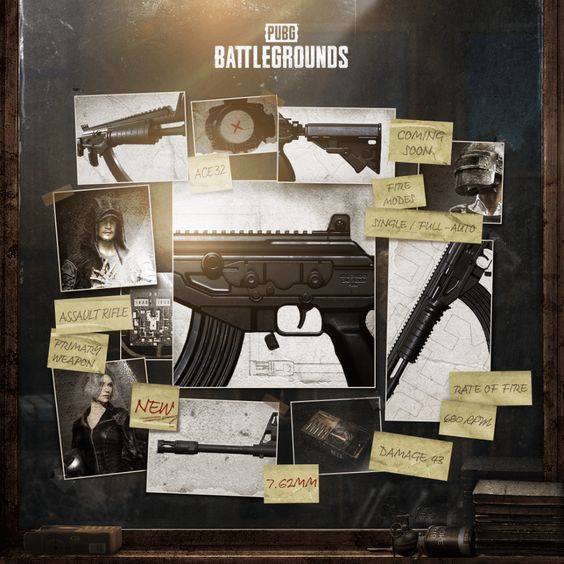 PUBG
BATTLEGROUNDS
COMING
SOON
ACE32
FIRE
MODES
SINGLE / FULL-AUTO
ASSAULT RIFLE
PRIMARY
WEAPON
NEW
RATE OF FIRE
680 RPM
DAMAGE 43
7.62MM